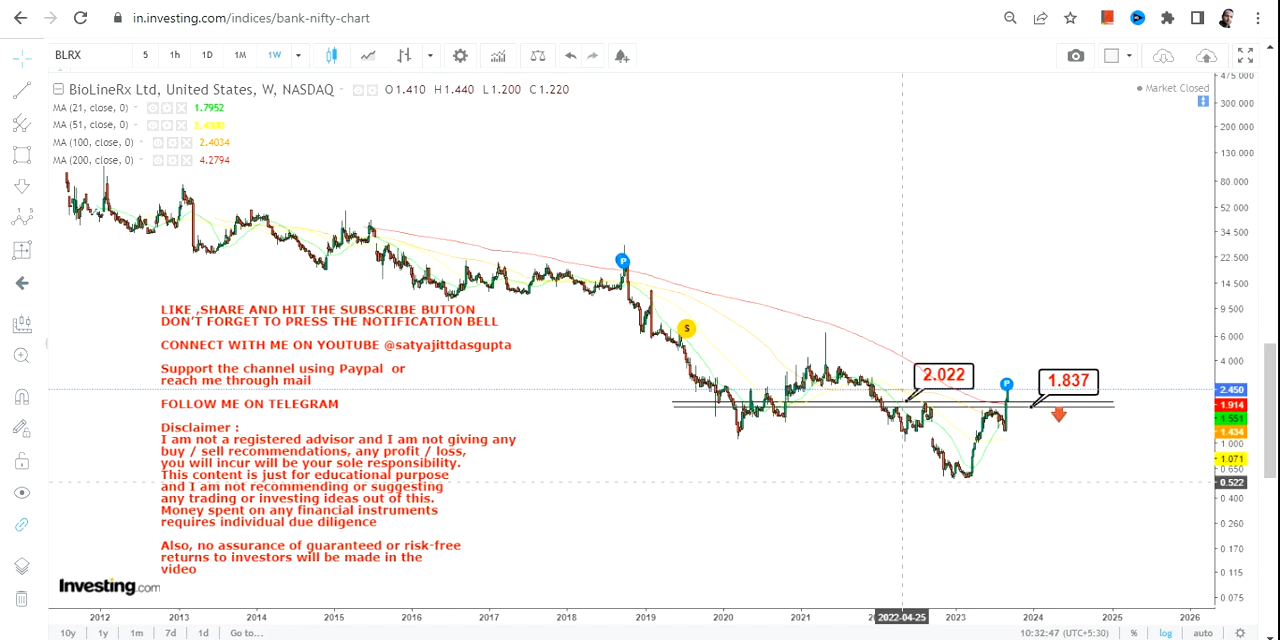 in.investing.com/indices/bank-nifty-chart
BLRX 5 1h 1D 1M 1W
BioLineRx Ltd, United States, W, NASDAQ O1.410 H1.440 L1.200 C1.220
Market Closed
MA (21, close, 0) 1.7952
MA (51, close, 0)
MA (100, close, 0) 2.4034
MA (200, close, 0) 4.2794
P
S
P
2.022
1.837
LIKE ,SHARE AND HIT THE SUBSCRIBE BUTTON
DON'T FORGET TO PRESS THE NOTIFICATION BELL
CONNECT WITH ME ON YOUTUBE @satyajittdasgupta
Support the channel using Paypal or
reach me through mail
FOLLOW ME ON TELEGRAM
Disclaimer :
I am not a registered advisor and I am not giving any
buy / sell recommendations, any profit / loss,
you will incur will be your sole responsibility.
This content is just for educational purpose
and I am not recommending or suggesting
any trading or investing ideas out of this.
Money spent on any financial instruments
requires individual due diligence
Also, no assurance of guaranteed or risk-free
returns to investors will be made in the
video
Investing.com
475.000
300.000
200.000
130.000
80.000
52.000
34.500
22.500
14.500
9.500
6.000
4.000
2.450
1.914
1.551
1.434
1.000
1.071
0.650
0.522
0.400
0.260
0.170
0.115
0.075
2012 2013 2014 2015 2016 2017 2018 2019 2020 2021 2022-04-25 2023 2024 2025 2026
10y 1y 1m 7d 1d Go to... 10:32:47 (UTC+5:30) % log auto